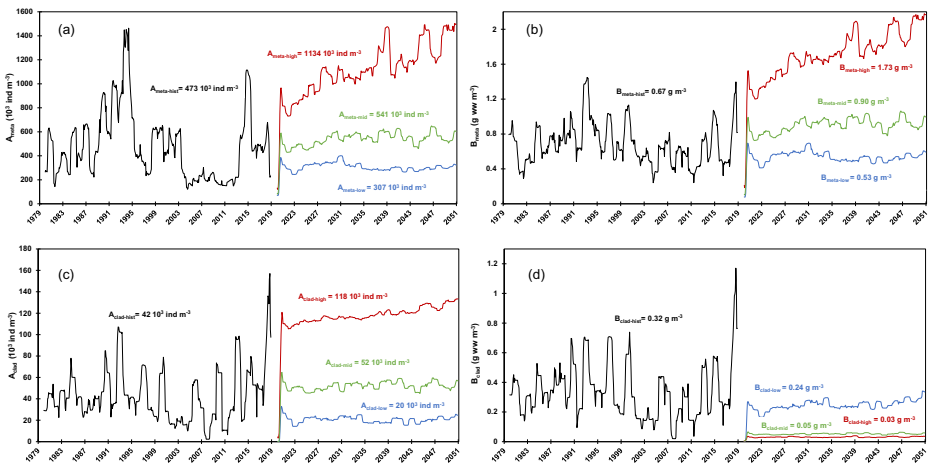 (a)
A_meta (10³ ind m⁻³)
1600
1400
1200
1000
800
600
400
200
0
A_meta-hist = 473 10³ ind m⁻³
A_meta-high = 1134 10³ ind m⁻³
A_meta-mid = 541 10³ ind m⁻³
A_meta-low = 307 10³ ind m⁻³
1979 1983 1987 1991 1995 1999 2003 2007 2011 2015 2019 2023 2027 2031 2035 2039 2043 2047 2051
(b)
B_meta (g ww m⁻³)
2.2
1.8
1.4
1
0.6
0.2
B_meta-hist = 0.67 g m⁻³
B_meta-high = 1.73 g m⁻³
B_meta-mid = 0.90 g m⁻³
B_meta-low = 0.53 g m⁻³
1979 1983 1987 1991 1995 1999 2003 2007 2011 2015 2019 2023 2027 2031 2035 2039 2043 2047 2051
(c)
A_clad (10³ ind m⁻³)
180
160
140
120
100
80
60
40
20
0
A_clad-hist = 42 10³ ind m⁻³
A_clad-high = 118 10³ ind m⁻³
A_clad-mid = 52 10³ ind m⁻³
A_clad-low = 20 10³ ind m⁻³
1979 1983 1987 1991 1995 1999 2003 2007 2011 2015 2019 2023 2027 2031 2035 2039 2043 2047 2051
(d)
B_clad (g ww m⁻³)
1.2
1
0.8
0.6
0.4
0.2
0
B_clad-hist = 0.32 g m⁻³
B_clad-low = 0.24 g m⁻³
B_clad-high = 0.03 g m⁻³
B_clad-mid = 0.05 g m⁻³
1979 1983 1987 1991 1995 1999 2003 2007 2011 2015 2019 2023 2027 2031 2035 2039 2043 2047 2051